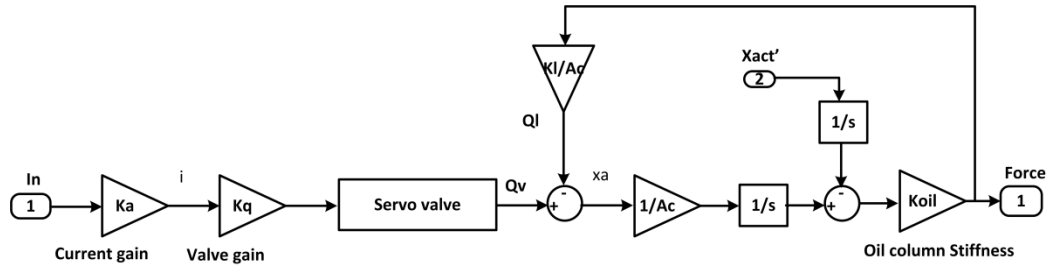 Kl/Ac
Xact'
2
1/s
Ql
In
1
Ka
i
Kq
Servo valve
Qv
-
+
xa
1/Ac
1/s
-
+
Koil
Force
1
Current gain
Valve gain
Oil column Stiffness